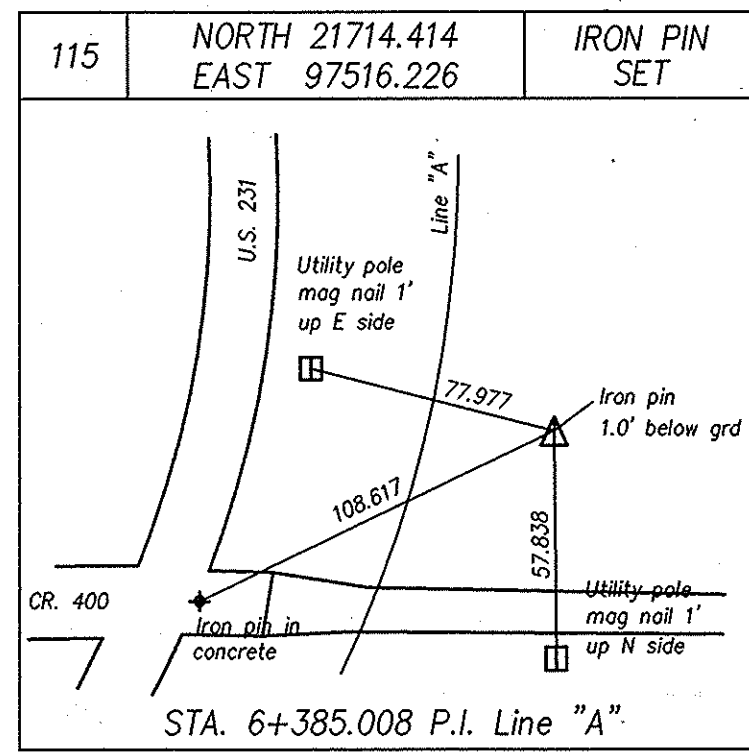 115
NORTH 21714.414
EAST 97516.226
IRON PIN
SET
U.S. 231
Line "A"
Utility pole
mag nail 1'
up E side
77.977
Iron pin
1.0' below grd
108.617
57.838
CR. 400
Iron pin in
concrete
Utility pole
mag nail 1'
up N side
STA. 6+385.008 P.I. Line "A"